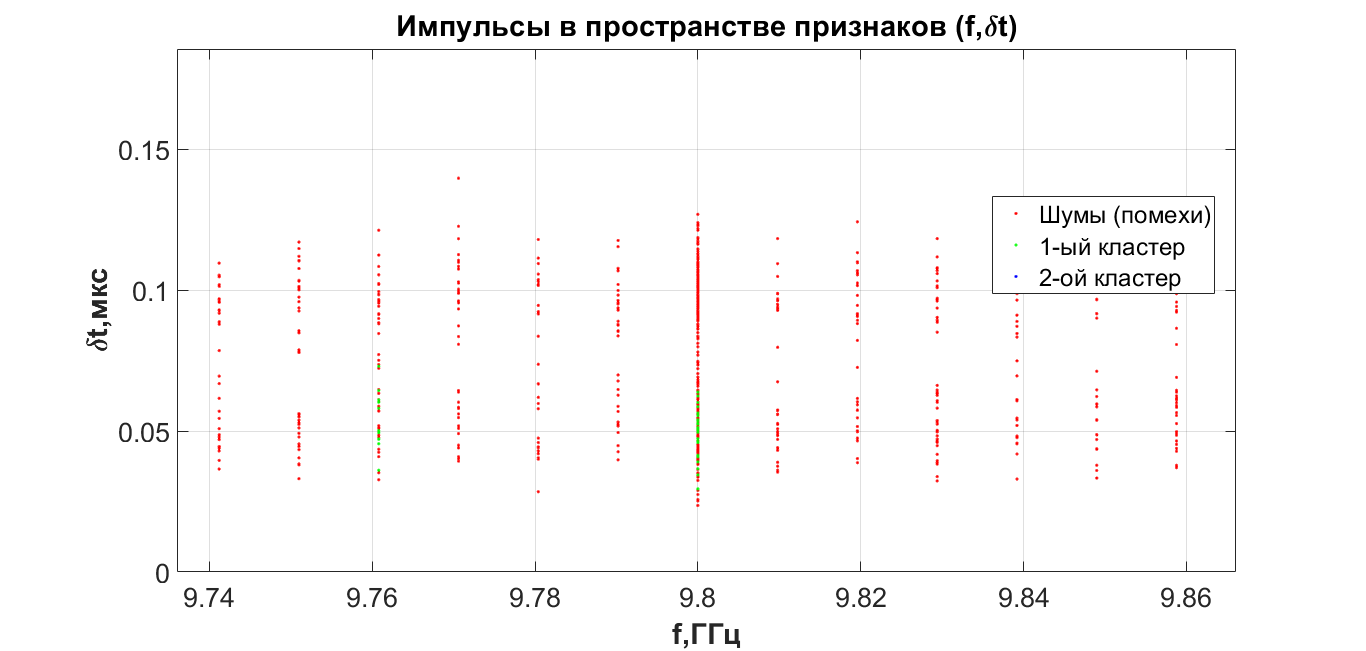 Импульсы в пространстве признаков (f,δt)
δt,мкс
0.15
0.1
0.05
0
Шумы (помехи)
1-ый кластер
2-ой кластер
9.74 9.76 9.78 9.8 9.82 9.84 9.86
f,ГГц